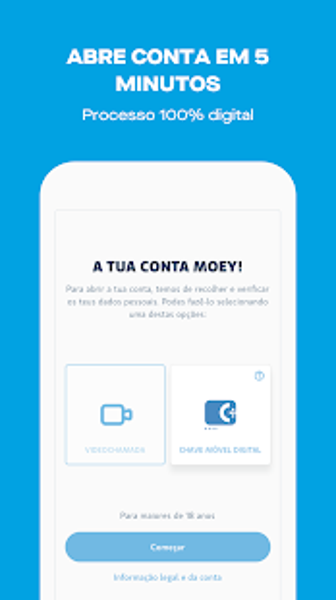 ABRE CONTA EM 5
MINUTOS
Processo 100% digital
A TUA CONTA MOEY!
Para abrir a tua conta, temos de recolher e verificar
os teus dados pessoais. Podes fazê-lo selecionando
uma destas opções:
VIDEOCHAMADA
CHAVE MÓVEL DIGITAL
Para maiores de 18 anos
Começar
Informação legal e da conta